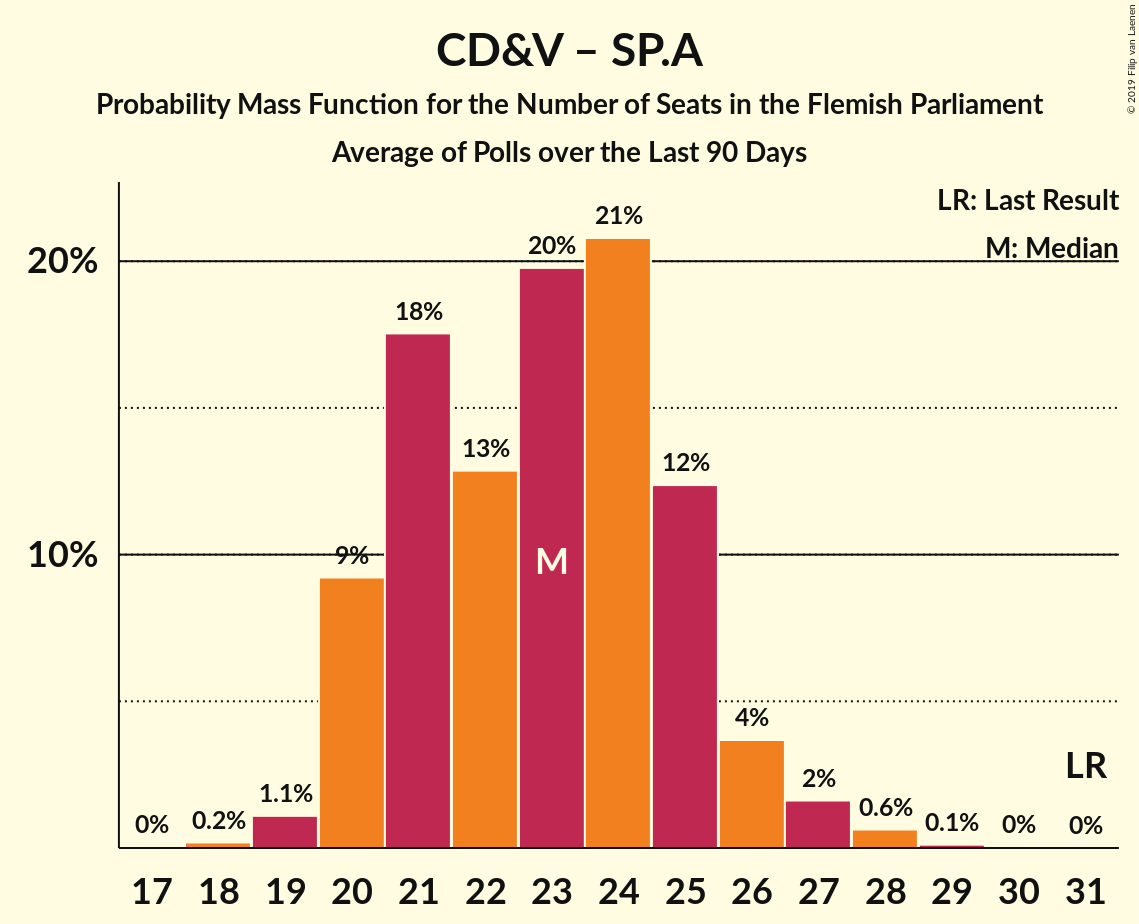 CD&V – SP.A
Probability Mass Function for the Number of Seats in the Flemish Parliament
Average of Polls over the Last 90 Days
© 2019 Filip van Laenen
LR: Last Result
M: Median
20%
10%
0%
0.2%
1.1%
9%
18%
13%
20%
21%
12%
4%
2%
0.6%
0.1%
0%
0%
M
LR
17 18 19 20 21 22 23 24 25 26 27 28 29 30 31